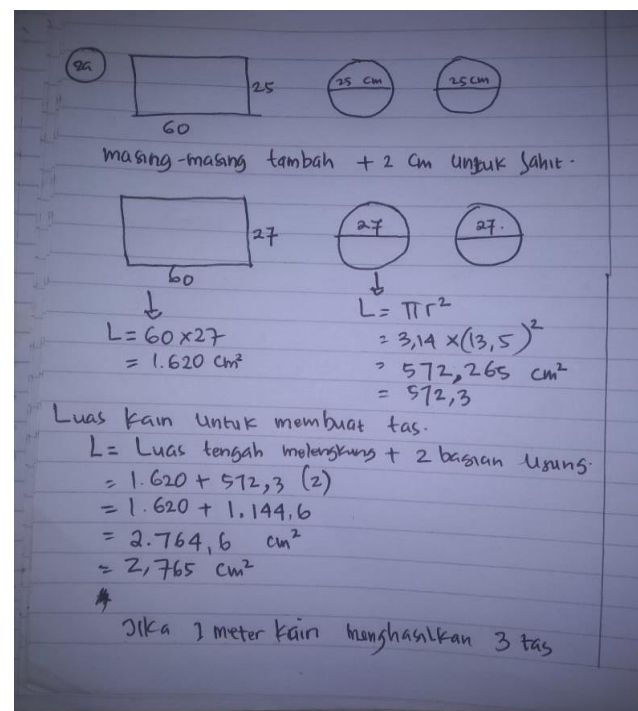 2a
25
25 cm
25 cm
60
masing-masing tambah + 2 cm untuk Jahit.
27
27
27.
60
L = 60 x 27
= 1.620 cm²
L = πr²
= 3,14 x (13,5)²
= 572,265 cm²
= 572,3
Luas kain untuk membuat tas.
L = Luas tengah melengkung + 2 bagian Ujung.
= 1.620 + 572,3 (2)
= 1.620 + 1.144,6
= 2.764,6 cm²
= 2,765 cm²
Jika 1 meter kain menghasilkan 3 tas